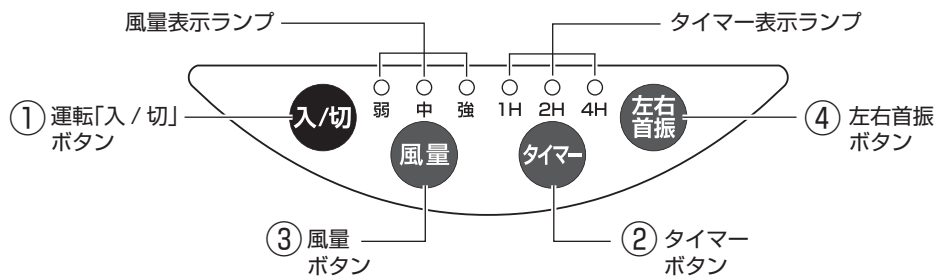 風量表示ランプ
タイマー表示ランプ
① 運転「入 / 切」
ボタン
入/切
弱 中 強 1H 2H 4H
左右
首振
④ 左右首振
ボタン
風量
タイマー
③ 風量
ボタン
② タイマー
ボタン